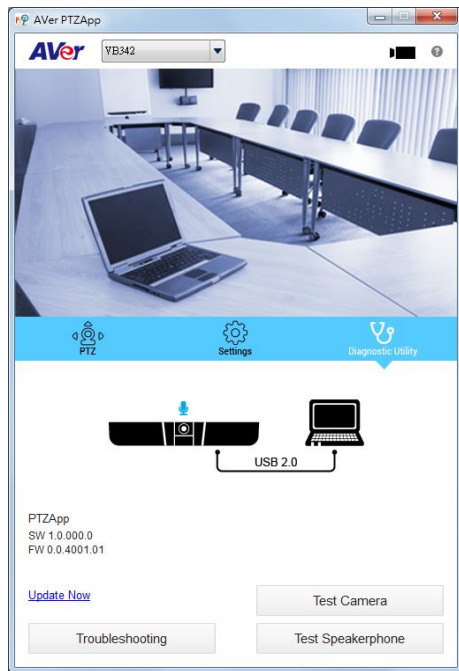 AVer PTZApp
AVer
VB342
PTZ
Settings
Diagnostic Utility
USB 2.0
PTZApp
SW 1.0.000.0
FW 0.0.4001.01
Update Now
Test Camera
Troubleshooting
Test Speakerphone